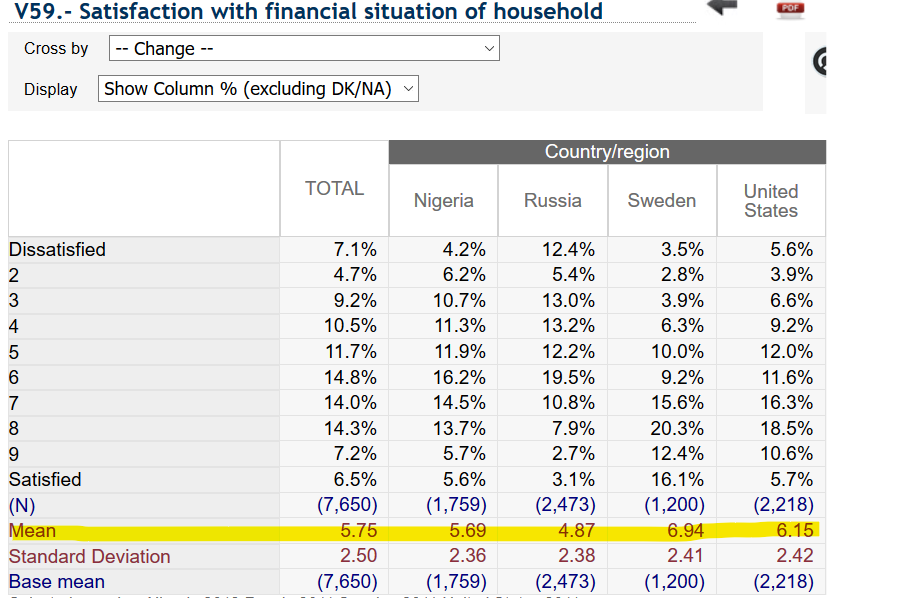 V59.- Satisfaction with financial situation of household
PDF
Cross by -- Change --
Display Show Column % (excluding DK/NA)
Country/region
TOTAL Nigeria Russia Sweden United States
Dissatisfied 7.1% 4.2% 12.4% 3.5% 5.6%
2 4.7% 6.2% 5.4% 2.8% 3.9%
3 9.2% 10.7% 13.0% 3.9% 6.6%
4 10.5% 11.3% 13.2% 6.3% 9.2%
5 11.7% 11.9% 12.2% 10.0% 12.0%
6 14.8% 16.2% 19.5% 9.2% 11.6%
7 14.0% 14.5% 10.8% 15.6% 16.3%
8 14.3% 13.7% 7.9% 20.3% 18.5%
9 7.2% 5.7% 2.7% 12.4% 10.6%
Satisfied 6.5% 5.6% 3.1% 16.1% 5.7%
(N) (7,650) (1,759) (2,473) (1,200) (2,218)
Mean 5.75 5.69 4.87 6.94 6.15
Standard Deviation 2.50 2.36 2.38 2.41 2.42
Base mean (7,650) (1,759) (2,473) (1,200) (2,218)